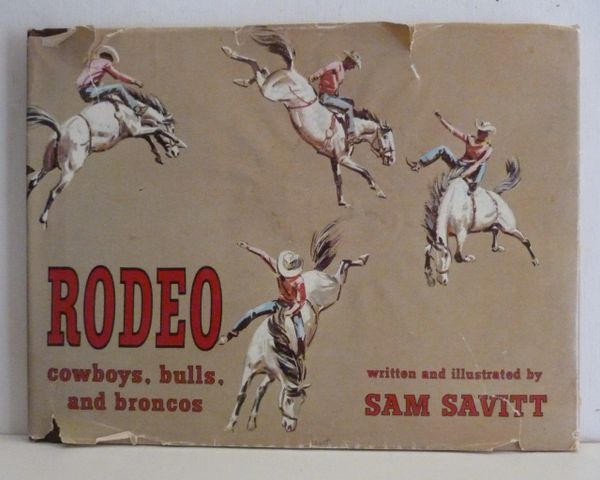 RODEO
cowboys, bulls,
and broncos
written and illustrated by
SAM SAVITT